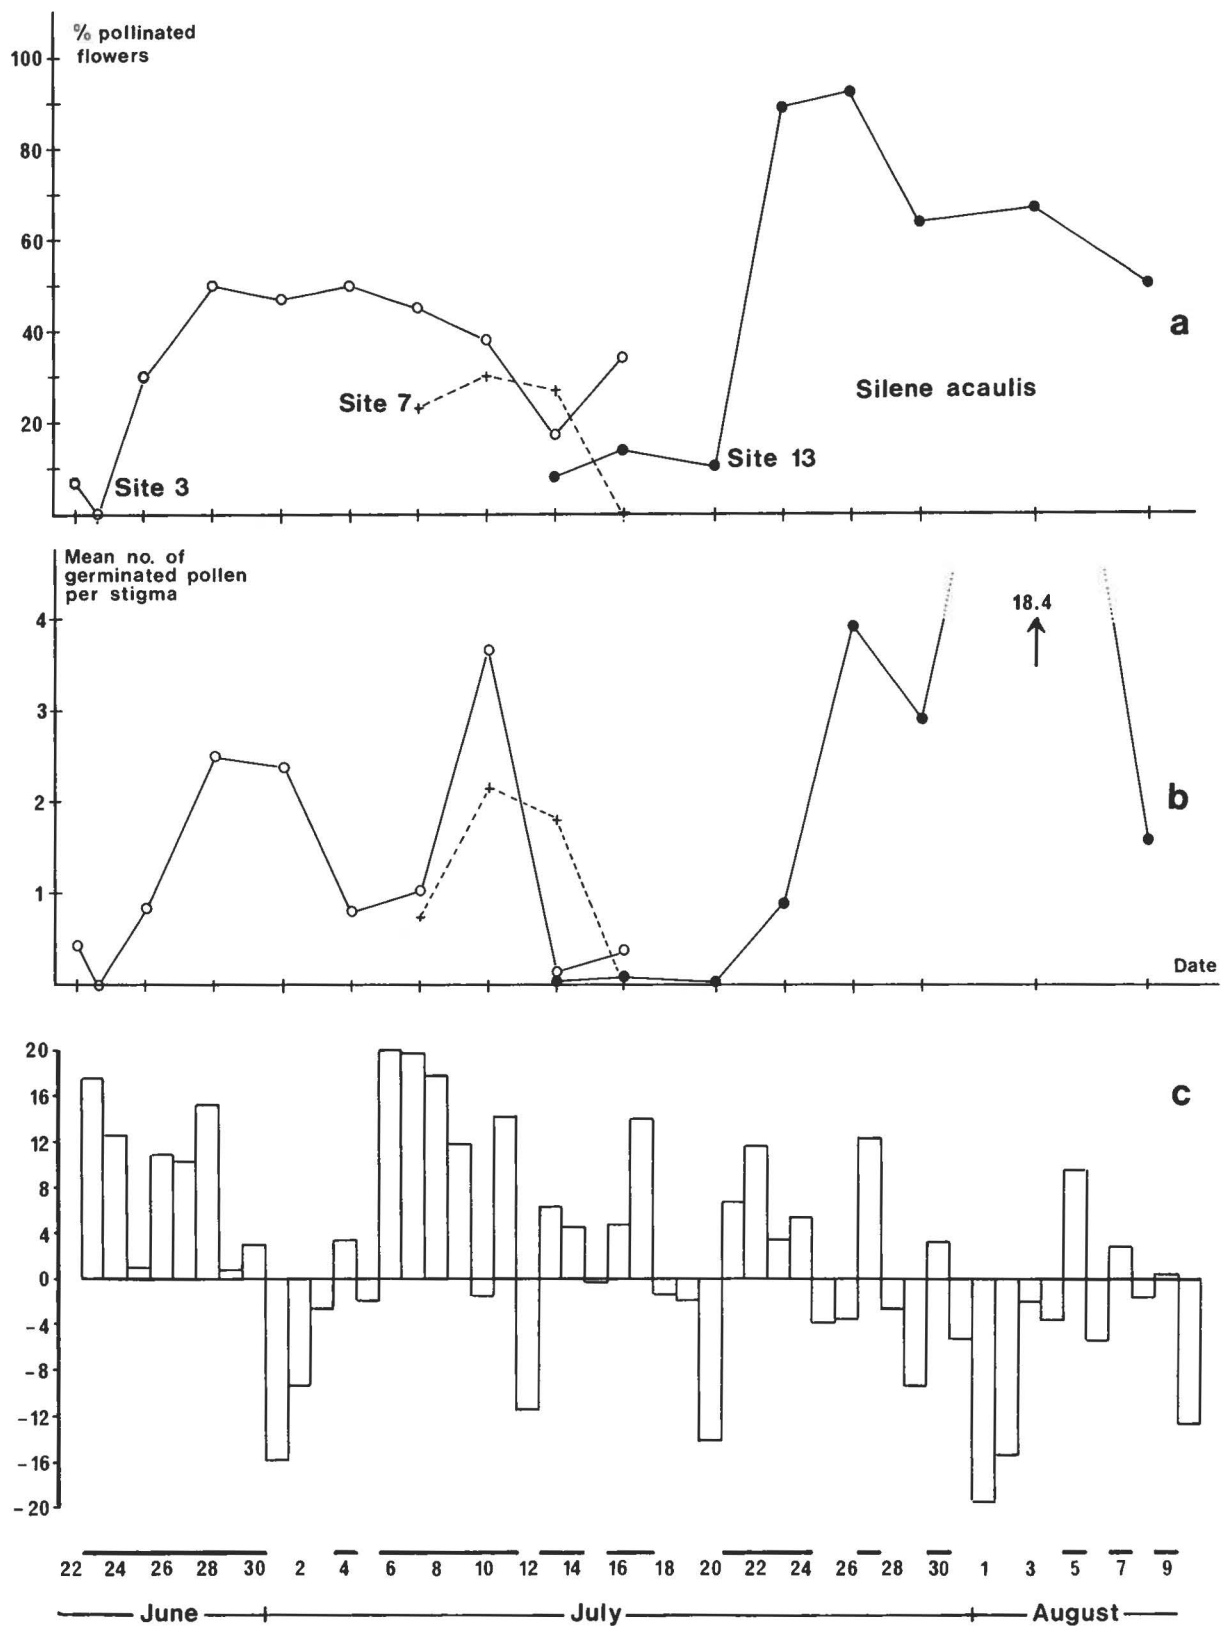 % pollinated
flowers
100
80
60
40
20
Site 3
Site 7
Site 13
Silene acaulis
a
Mean no. of
germinated pollen
per stigma
4
3
2
1
18.4
b
Date
20
16
12
8
4
0
-4
-8
-12
-16
-20
c
22 24 26 28 30 2 4 6 8 10 12 14 16 18 20 22 24 26 28 30 1 3 5 7 9
June July August